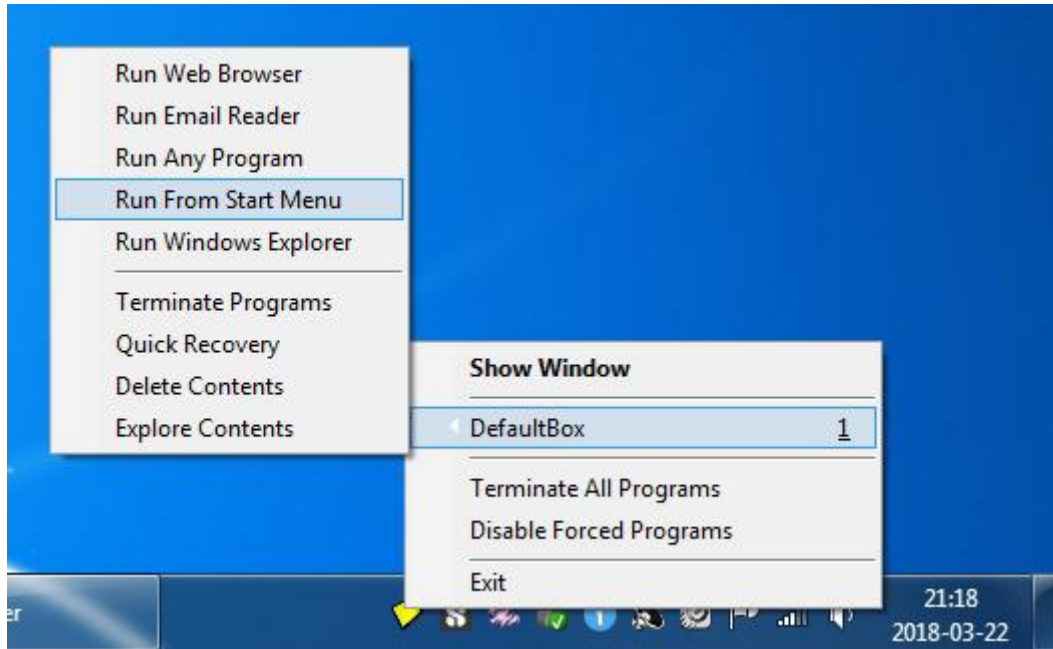 Run Web Browser
Run Email Reader
Run Any Program
Run From Start Menu
Run Windows Explorer
Terminate Programs
Quick Recovery
Delete Contents
Explore Contents
Show Window
DefaultBox 1
Terminate All Programs
Disable Forced Programs
Exit
er
21:18
2018-03-22